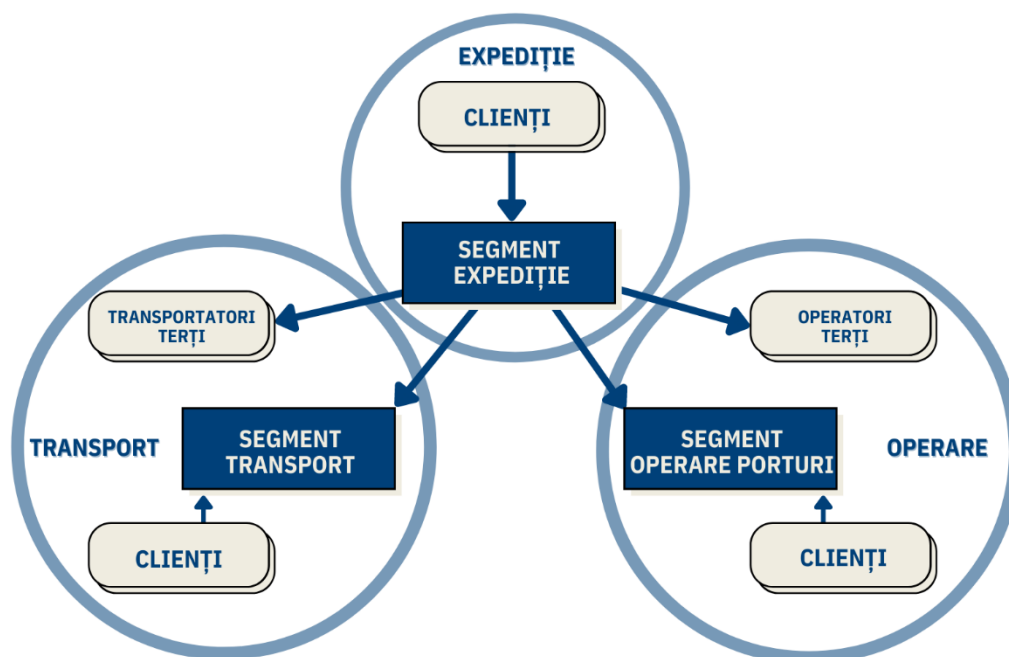 EXPEDIȚIE
CLIENȚI
SEGMENT
EXPEDIȚIE
TRANSPORTATORI
TERȚI
OPERATORI
TERȚI
TRANSPORT
SEGMENT
TRANSPORT
SEGMENT
OPERARE PORTURI
OPERARE
CLIENȚI
CLIENȚI